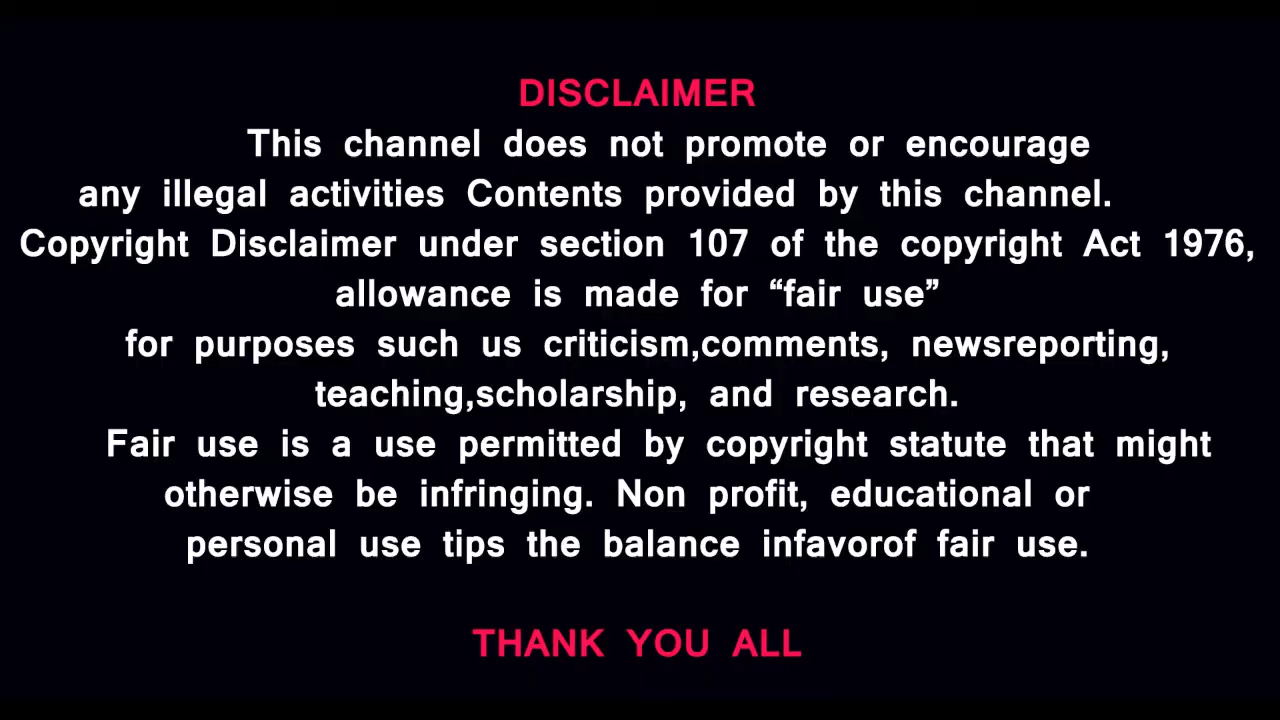 DISCLAIMER
This channel does not promote or encourage
any illegal activities Contents provided by this channel.
Copyright Disclaimer under section 107 of the copyright Act 1976,
allowance is made for “fair use”
for purposes such us criticism,comments, newsreporting,
teaching,scholarship, and research.
Fair use is a use permitted by copyright statute that might
otherwise be infringing. Non profit, educational or
personal use tips the balance infavorof fair use.
THANK YOU ALL